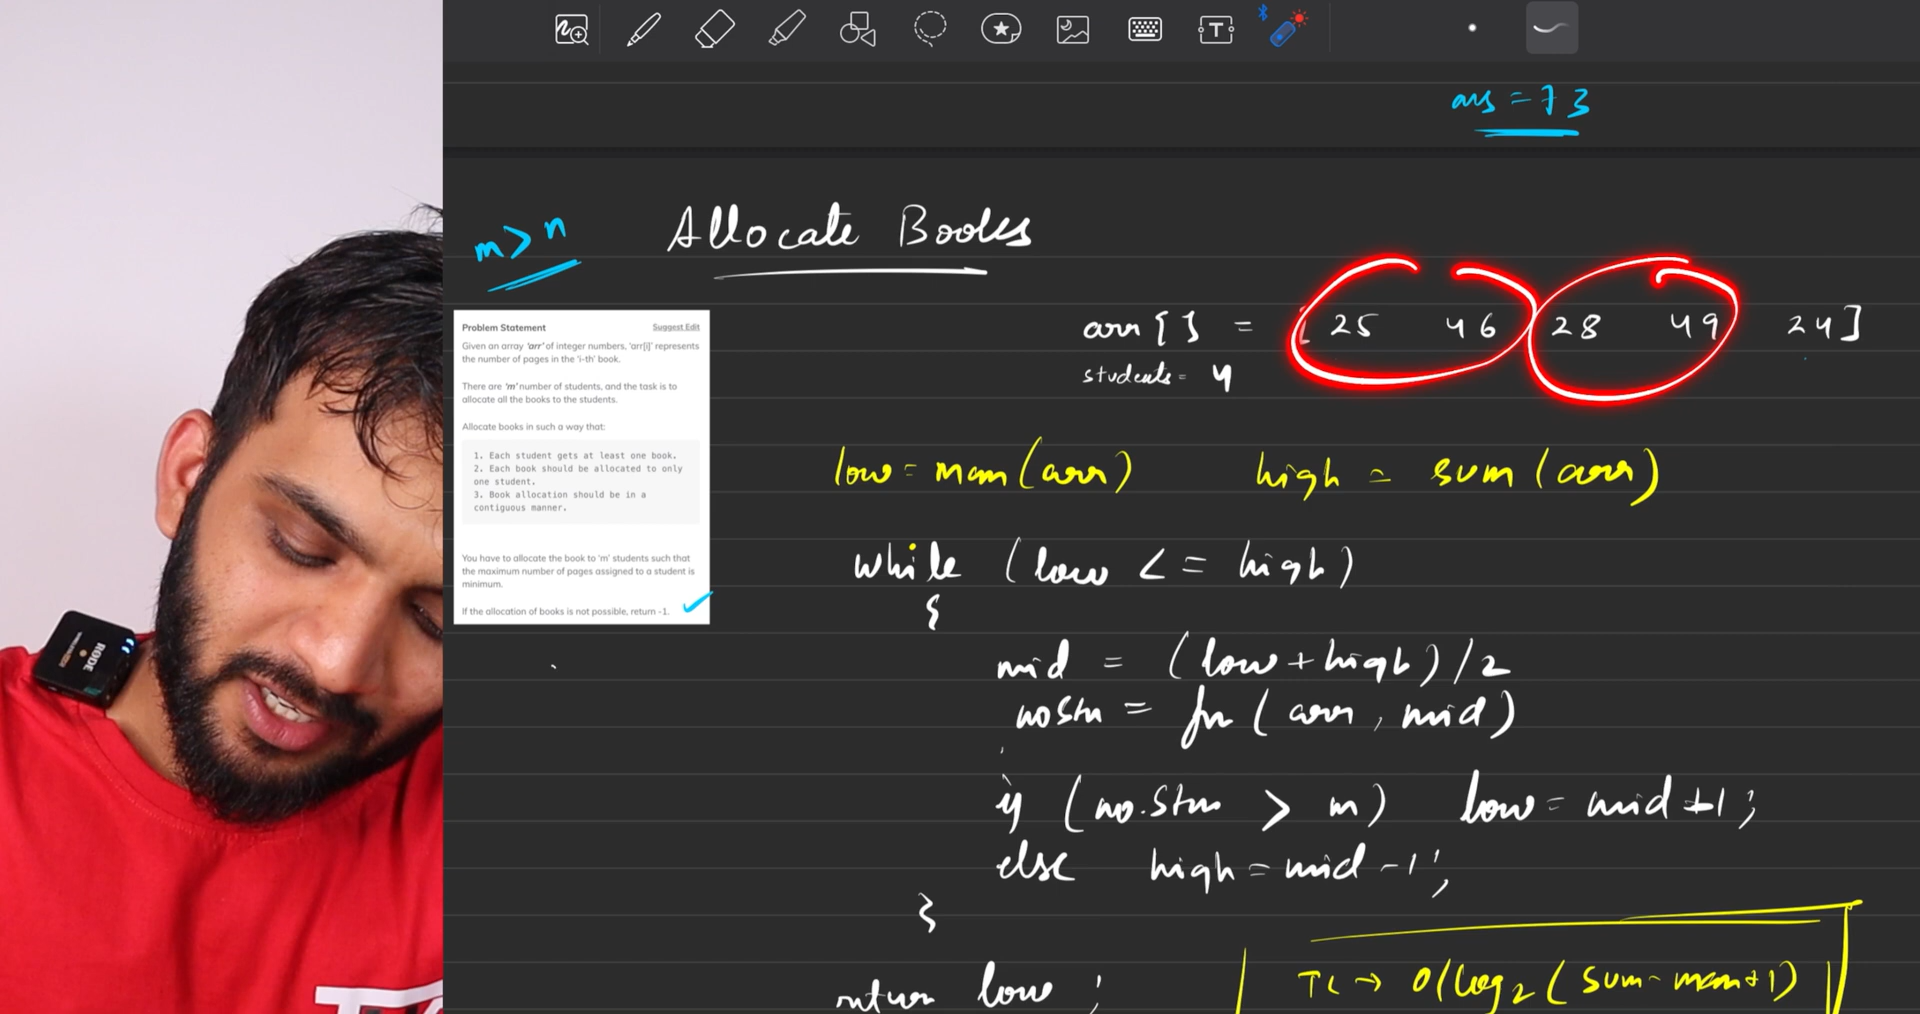 ans = 73
m > n
Allocate Books
Problem Statement
Suggest Edit
Given an array 'arr' of integer numbers, 'arr[i]' represents
the number of pages in the 'i-th' book.
There are 'm' number of students, and the task is to
allocate all the books to the students.
Allocate books in such a way that:
1. Each student gets at least one book.
2. Each book should be allocated to only
one student.
3. Book allocation should be in a
contiguous manner.
You have to allocate the book to 'm' students such that
the maximum number of pages assigned to a student is
minimum.
If the allocation of books is not possible, return -1.
arr [ ] = [ 25 46 28 49 24 ]
students = 4
low = max (arr) high = sum (arr)
while (low <= high)
{
mid = (low + high) / 2
noStu = fn (arr, mid)
if (no.Stu > m) low = mid + 1 ;
else high = mid - 1 ;
}
return low ;
TC → O(log2 (sum - max + 1)
RODE